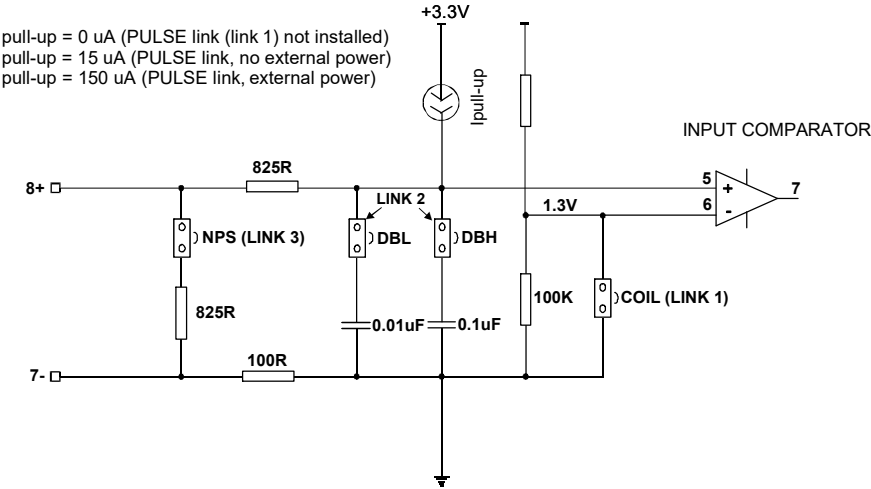 +3.3V
pull-up = 0 uA (PULSE link (link 1) not installed)
pull-up = 15 uA (PULSE link, no external power)
pull-up = 150 uA (PULSE link, external power)
Ipull-up
INPUT COMPARATOR
825R
8+
5
+
7
LINK 2
1.3V
6
-
NPS (LINK 3)
DBL
DBH
100K
COIL (LINK 1)
825R
0.01uF
0.1uF
100R
7-